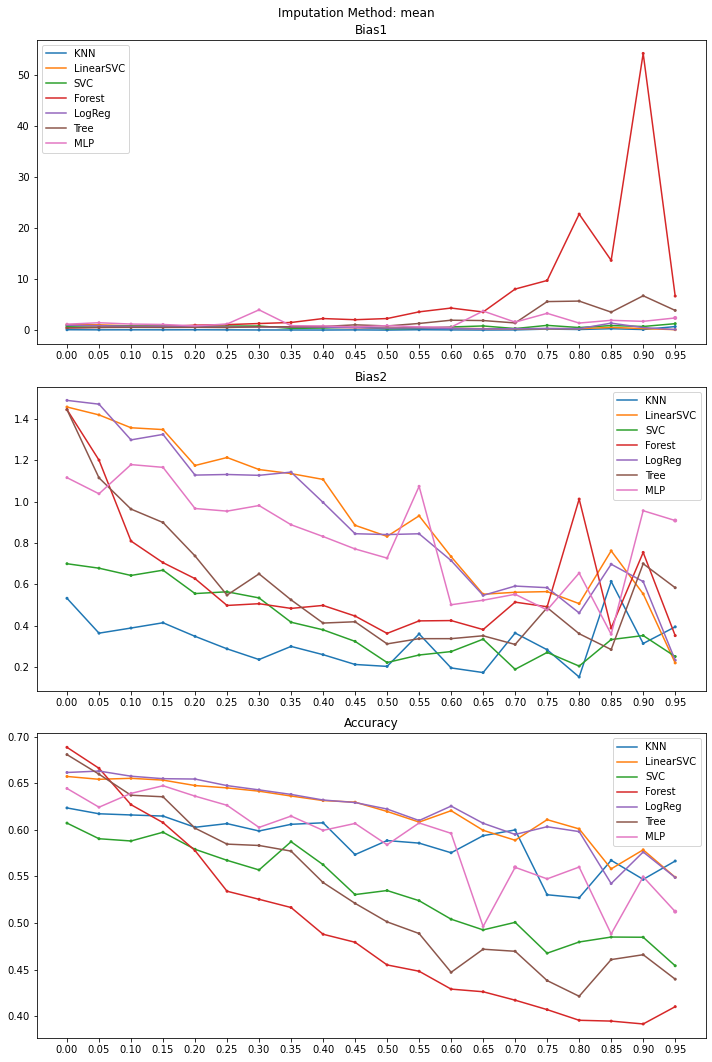 Imputation Method: mean
Bias1
KNN
LinearSVC
SVC
Forest
LogReg
Tree
MLP
50
40
30
20
10
0
0.00 0.05 0.10 0.15 0.20 0.25 0.30 0.35 0.40 0.45 0.50 0.55 0.60 0.65 0.70 0.75 0.80 0.85 0.90 0.95
Bias2
KNN
LinearSVC
SVC
Forest
LogReg
Tree
MLP
1.4
1.2
1.0
0.8
0.6
0.4
0.2
0.00 0.05 0.10 0.15 0.20 0.25 0.30 0.35 0.40 0.45 0.50 0.55 0.60 0.65 0.70 0.75 0.80 0.85 0.90 0.95
Accuracy
KNN
LinearSVC
SVC
Forest
LogReg
Tree
MLP
0.70
0.65
0.60
0.55
0.50
0.45
0.40
0.00 0.05 0.10 0.15 0.20 0.25 0.30 0.35 0.40 0.45 0.50 0.55 0.60 0.65 0.70 0.75 0.80 0.85 0.90 0.95